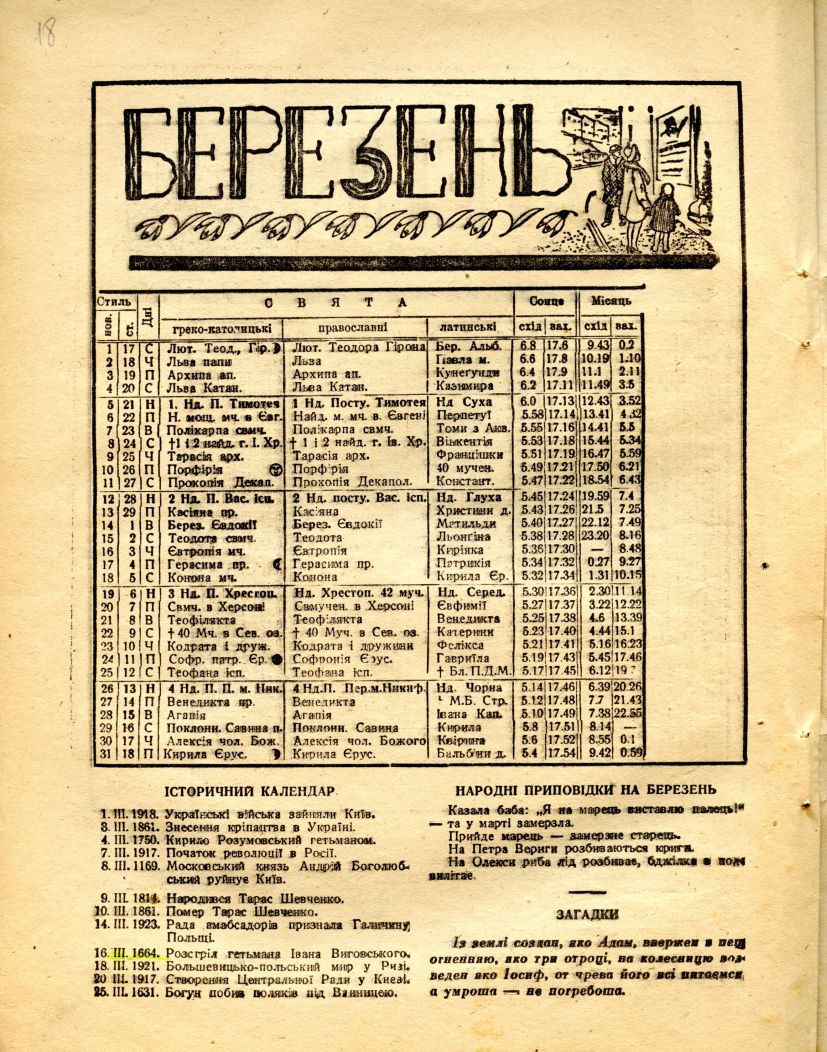 18
БЕРЕЗЕНЬ
Стиль Дні СВЯТА Сонце Місяць
нов. ст. греко-католицькі православні латинські схід зах. схід зах.
1 17 С Лют. Теод., Гір. Лют. Теодора Гірона Бер. Альб. 6.8 17.6 9.43 0.2
2 18 Ч Льва папи Льва Павла м. 6.6 17.8 10.19 1.10
3 19 П Архипа ап. Архипа ап. Кунегунди 6.4 17.9 11.1 2.11
4 20 С Льва Катан. Льва Катан. Казимира 6.2 17.11 11.49 3.5
5 21 Н 1. Нд. П. Тимотея 1 Нд. Посту. Тимотея Нд Суха 6.0 17.13 12.43 3.52
6 22 П Н. мощ. мч. в Євг. Найд. м. мч. в Євгені Перпетуї 5.58 17.14 13.41 4.32
7 23 В Полікарпа свмч. Полікарпа свмч. Томи з Акв. 5.55 17.16 14.41 5.5
8 24 С †1 і 2 найд. г. І. Хр. † 1 і 2 найд. г. Ів. Хр. Вінкентія 5.53 17.18 15.44 5.34
9 25 Ч Тарасія арх. Тарасія арх. Францішки 5.51 17.19 16.47 5.59
10 26 П Порфірія Порфірія 40 мучен. 5.49 17.21 17.50 6.21
11 27 С Прокопія Декап. Прохопія Декапол. Констант. 5.47 17.22 18.54 6.43
12 28 Н 2 Нд. П. Вас. ісп. 2 Нд. посту. Вас. ісп. Нд. Глуха 5.45 17.24 19.59 7.4
13 29 П Касіяна пр. Касіяна Христини д. 5.43 17.26 21.5 7.25
14 1 В Берез. Євдокії Берез. Євдокії Матильди 5.40 17.27 22.12 7.49
15 2 С Теодота свмч. Теодота Льонгіна 5.38 17.28 23.20 8.16
16 3 Ч Євтропія мч. Євтропія Киріяка 5.36 17.30 — 8.48
17 4 П Герасима пр. Герасима пр. Патрикія 5.34 17.32 0.27 9.27
18 5 С Конона мч. Конона Кирила Єр. 5.32 17.34 1.31 10.15
19 6 Н 3 Нд. П. Хрестоп. Нд. Хрестоп. 42 муч. Нд. Серед. 5.30 17.36 2.30 11.14
20 7 П Свмч. в Херсоні Свмучен. в Херсоні Євфимії 5.27 17.37 3.22 12.22
21 8 В Теофілякта Теофілякта Венедикта 5.25 17.38 4.6 13.39
22 9 С † 40 Мч. в Сев. оз. † 40 Муч. в Сев. оз. Катерини 5.23 17.40 4.44 15.1
23 10 Ч Кодрата і друж. Кодрата і дружини Фелікса 5.21 17.41 5.16 16.23
24 11 П Софр. патр. Єр. Софронія Єрус. Гавриїла 5.19 17.43 5.45 17.46
25 12 С Теофана ісп. Теофана ісп. † Бл. П.Д.М. 5.17 17.45 6.12
26 13 Н 4 Нд. П. П. м. Ник. 4 Нд.П. Пер.м.Никиф. Нд. Чорна 5.14 17.46 6.39 20.26
27 14 П Венедикта пр. Венедикта М.Б. Стр. 5.12 17.48 7.7 21.43
28 15 В Агапія Агапія Івана Кап. 5.10 17.49 7.38 22.55
29 16 С Поклони. Савина п. Поклони. Савина Кирила 5.8 17.51 8.14 —
30 17 Ч Алексія чол. Бож. Алексія чол. Божого Квіріна 5.6 17.52 8.55 0.1
31 18 П Кирила Єрус. Кирила Єрус. Бальбіни д. 5.4 17.54 9.42 0.59
ІСТОРИЧНИЙ КАЛЕНДАР
1. III. 1918. Українські війська зайняли Київ.
3. III. 1861. Знесення кріпацтва в Україні.
4. III. 1750. Кирило Розумовський гетьманом.
7. III. 1917. Початок революції в Росії.
8. III. 1169. Московський князь Андрій Боголюб-
ський руйнує Київ.
9. III. 1814. Народився Тарас Шевченко.
10. III. 1861. Помер Тарас Шевченко.
14. III. 1923. Рада амабсадорів признала Галичину
Польщі.
16. III. 1664. Розстріл гетьмана Івана Виговського.
18. III. 1921. Большевицько-польський мир у Ризі.
20 III. 1917. Створення Центральної Ради у Києві.
25. III. 1631. Богун побив поляків під Вінницею.
НАРОДНІ ПРИПОВІДКИ НА БЕРЕЗЕНЬ
Казала баба: „Я на марець виставлю палець!“
— та у марті замерзла.
Прийде марець — замерзне старець.
На Петра Вериги розбиваються криги.
На Олекси риба лід розбиває, бджілка в поле
вилітає.
ЗАГАДКИ
Із землі создан, яко Адам, ввержен в пещ
огненняю, яко три отроці, на колесницю воз-
веден яко Іосиф, от чрева його всі питаємся,
а умроша — не погребоша.